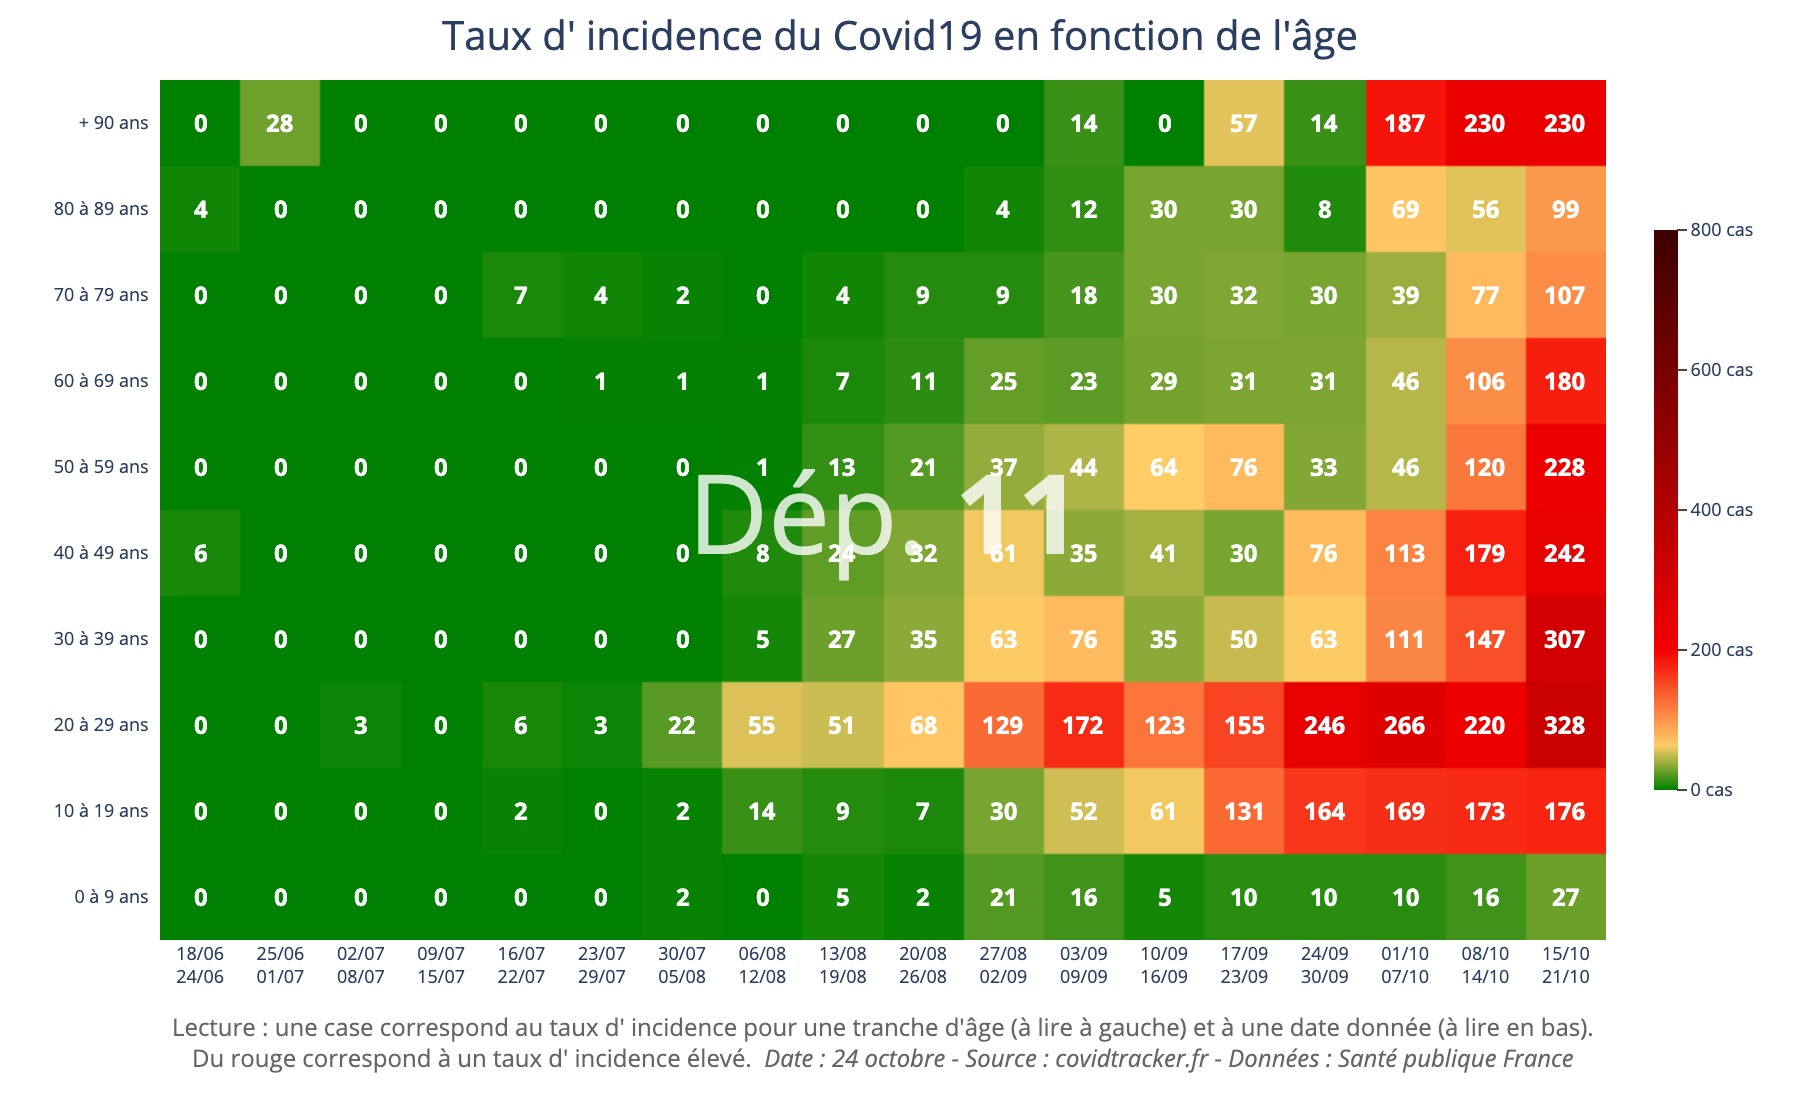 Taux d' incidence du Covid19 en fonction de l'âge
+ 90 ans 0 28 0 0 0 0 0 0 0 0 0 14 0 57 14 187 230 230
80 à 89 ans 4 0 0 0 0 0 0 0 0 0 4 12 30 30 8 69 56 99
70 à 79 ans 0 0 0 0 7 4 2 0 4 9 9 18 30 32 30 39 77 107
60 à 69 ans 0 0 0 0 0 1 1 1 7 11 25 23 29 31 31 46 106 180
50 à 59 ans 0 0 0 0 0 0 0 1 13 21 37 44 64 76 33 46 120 228
Dép. 11
40 à 49 ans 6 0 0 0 0 0 0 8 24 32 61 35 41 30 76 113 179 242
30 à 39 ans 0 0 0 0 0 0 0 5 27 35 63 76 35 50 63 111 147 307
20 à 29 ans 0 0 3 0 6 3 22 55 51 68 129 172 123 155 246 266 220 328
10 à 19 ans 0 0 0 0 2 0 2 14 9 7 30 52 61 131 164 169 173 176
0 à 9 ans 0 0 0 0 0 0 2 0 5 2 21 16 5 10 10 10 16 27
18/06 25/06 02/07 09/07 16/07 23/07 30/07 06/08 13/08 20/08 27/08 03/09 10/09 17/09 24/09 01/10 08/10 15/10
24/06 01/07 08/07 15/07 22/07 29/07 05/08 12/08 19/08 26/08 02/09 09/09 16/09 23/09 30/09 07/10 14/10 21/10
800 cas
600 cas
400 cas
200 cas
0 cas
Lecture : une case correspond au taux d' incidence pour une tranche d'âge (à lire à gauche) et à une date donnée (à lire en bas).
Du rouge correspond à un taux d' incidence élevé. Date : 24 octobre - Source : covidtracker.fr - Données : Santé publique France